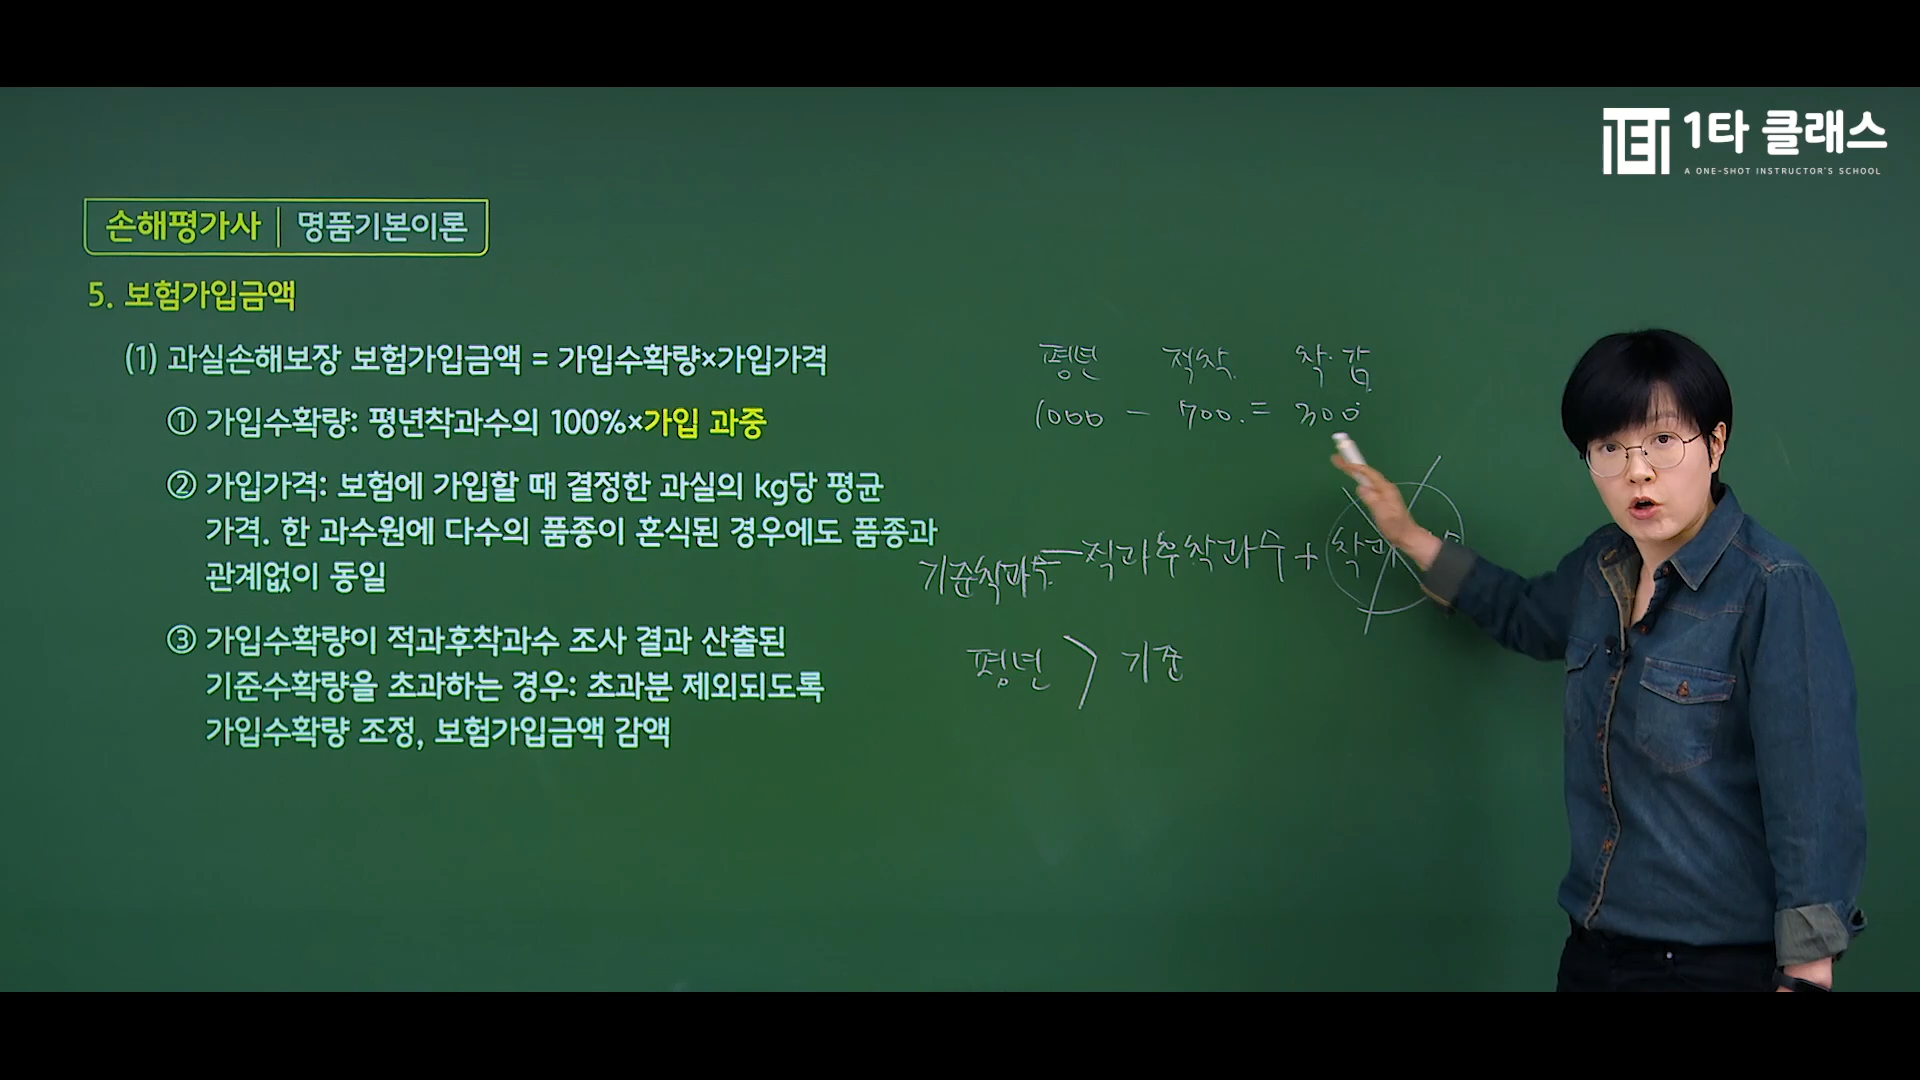 1타 클래스
A ONE-SHOT INSTRUCTOR'S SCHOOL
손해평가사 | 명품기본이론
5. 보험가입금액
(1) 과실손해보장 보험가입금액 = 가입수확량×가입가격
① 가입수확량: 평년착과수의 100%×가입 과중
② 가입가격: 보험에 가입할 때 결정한 과실의 kg당 평균
가격. 한 과수원에 다수의 품종이 혼식된 경우에도 품종과
관계없이 동일
③ 가입수확량이 적과후착과수 조사 결과 산출된
기준수확량을 초과하는 경우: 초과분 제외되도록
가입수확량 조정, 보험가입금액 감액
평년 적착 착·감
1000 - 700. = 300
기준착과수 = 적과후착과수 + 착과
평년 > 기준